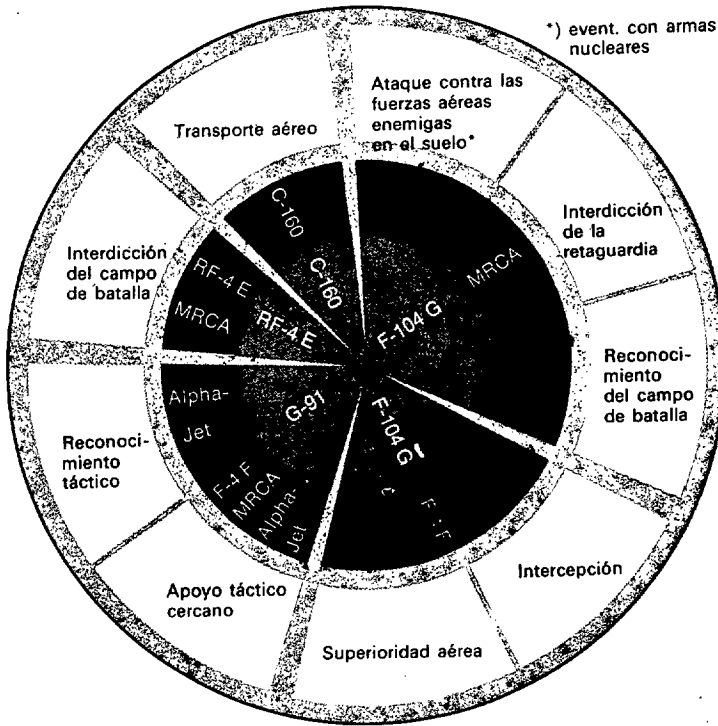 *) event. con armas
nucleares
Ataque contra las
fuerzas aéreas
enemigas
en el suelo*
Interdicción
de la
retaguardia
Reconoci-
miento
del campo
de batalla
Intercepción
Superioridad aérea
Apoyo táctico
cercano
Reconoci-
miento
táctico
Interdicción
del campo
de batalla
Transporte aéreo
C-160
C-160
MRCA
F-104 G
F-104 G
G-91
Alpha-
Jet
F-4 F
MRCA
Alpha-
Jet
RF-4 E
MRCA
RF-4 E